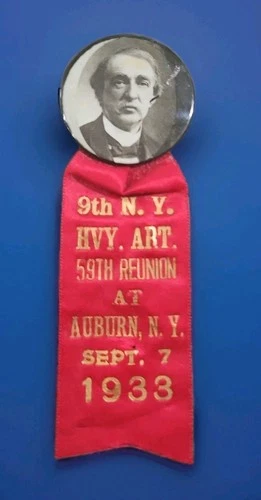 9th N. Y.
HVY. ART.
59TH REUNION
AT
AUBURN, N. Y.
SEPT. 7
1933